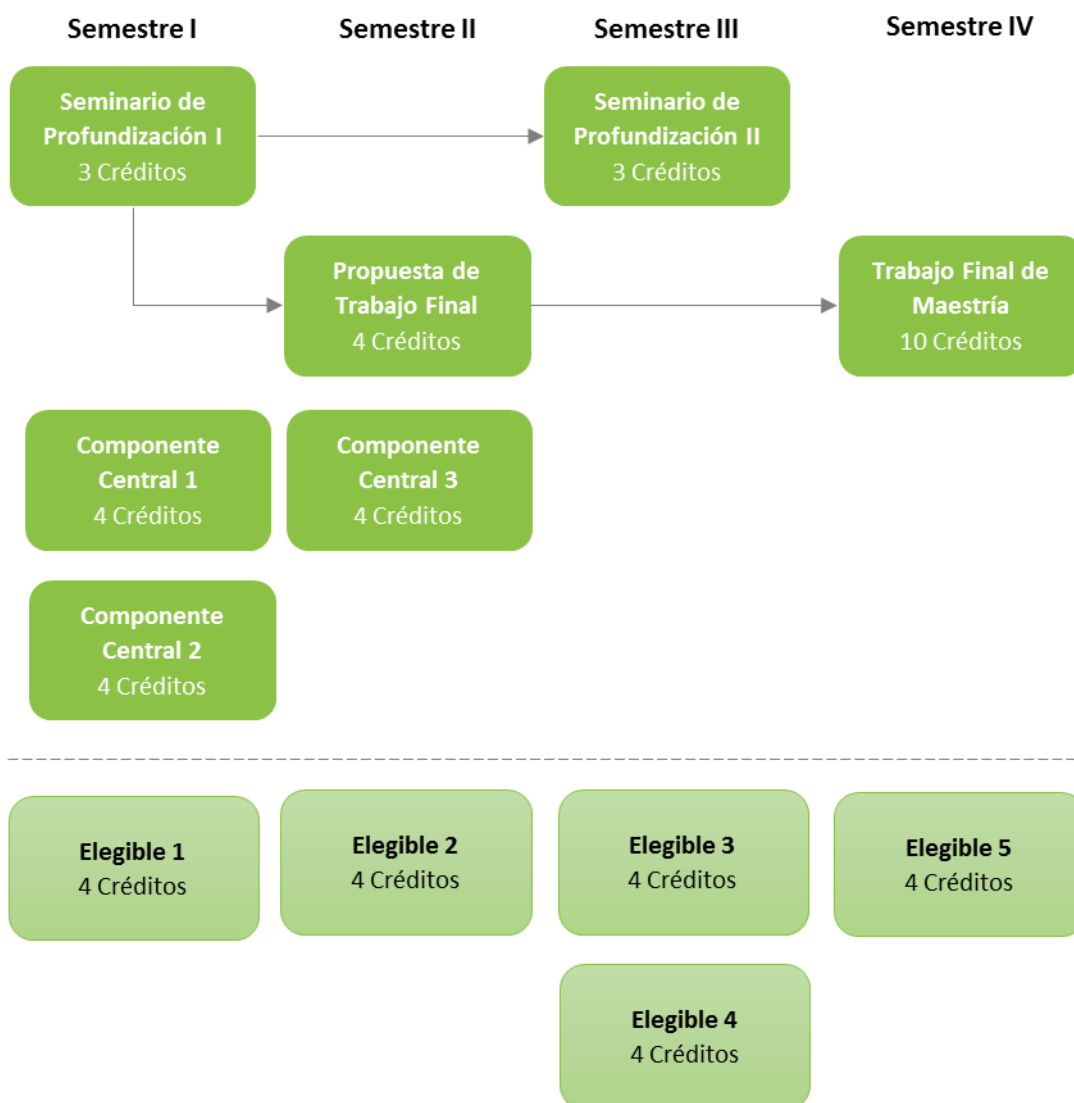 Semestre I
Semestre II
Semestre III
Semestre IV
Seminario de
Profundización I
3 Créditos
Seminario de
Profundización II
3 Créditos
Propuesta de
Trabajo Final
4 Créditos
Trabajo Final de
Maestría
10 Créditos
Componente
Central 1
4 Créditos
Componente
Central 3
4 Créditos
Componente
Central 2
4 Créditos
Elegible 1
4 Créditos
Elegible 2
4 Créditos
Elegible 3
4 Créditos
Elegible 5
4 Créditos
Elegible 4
4 Créditos